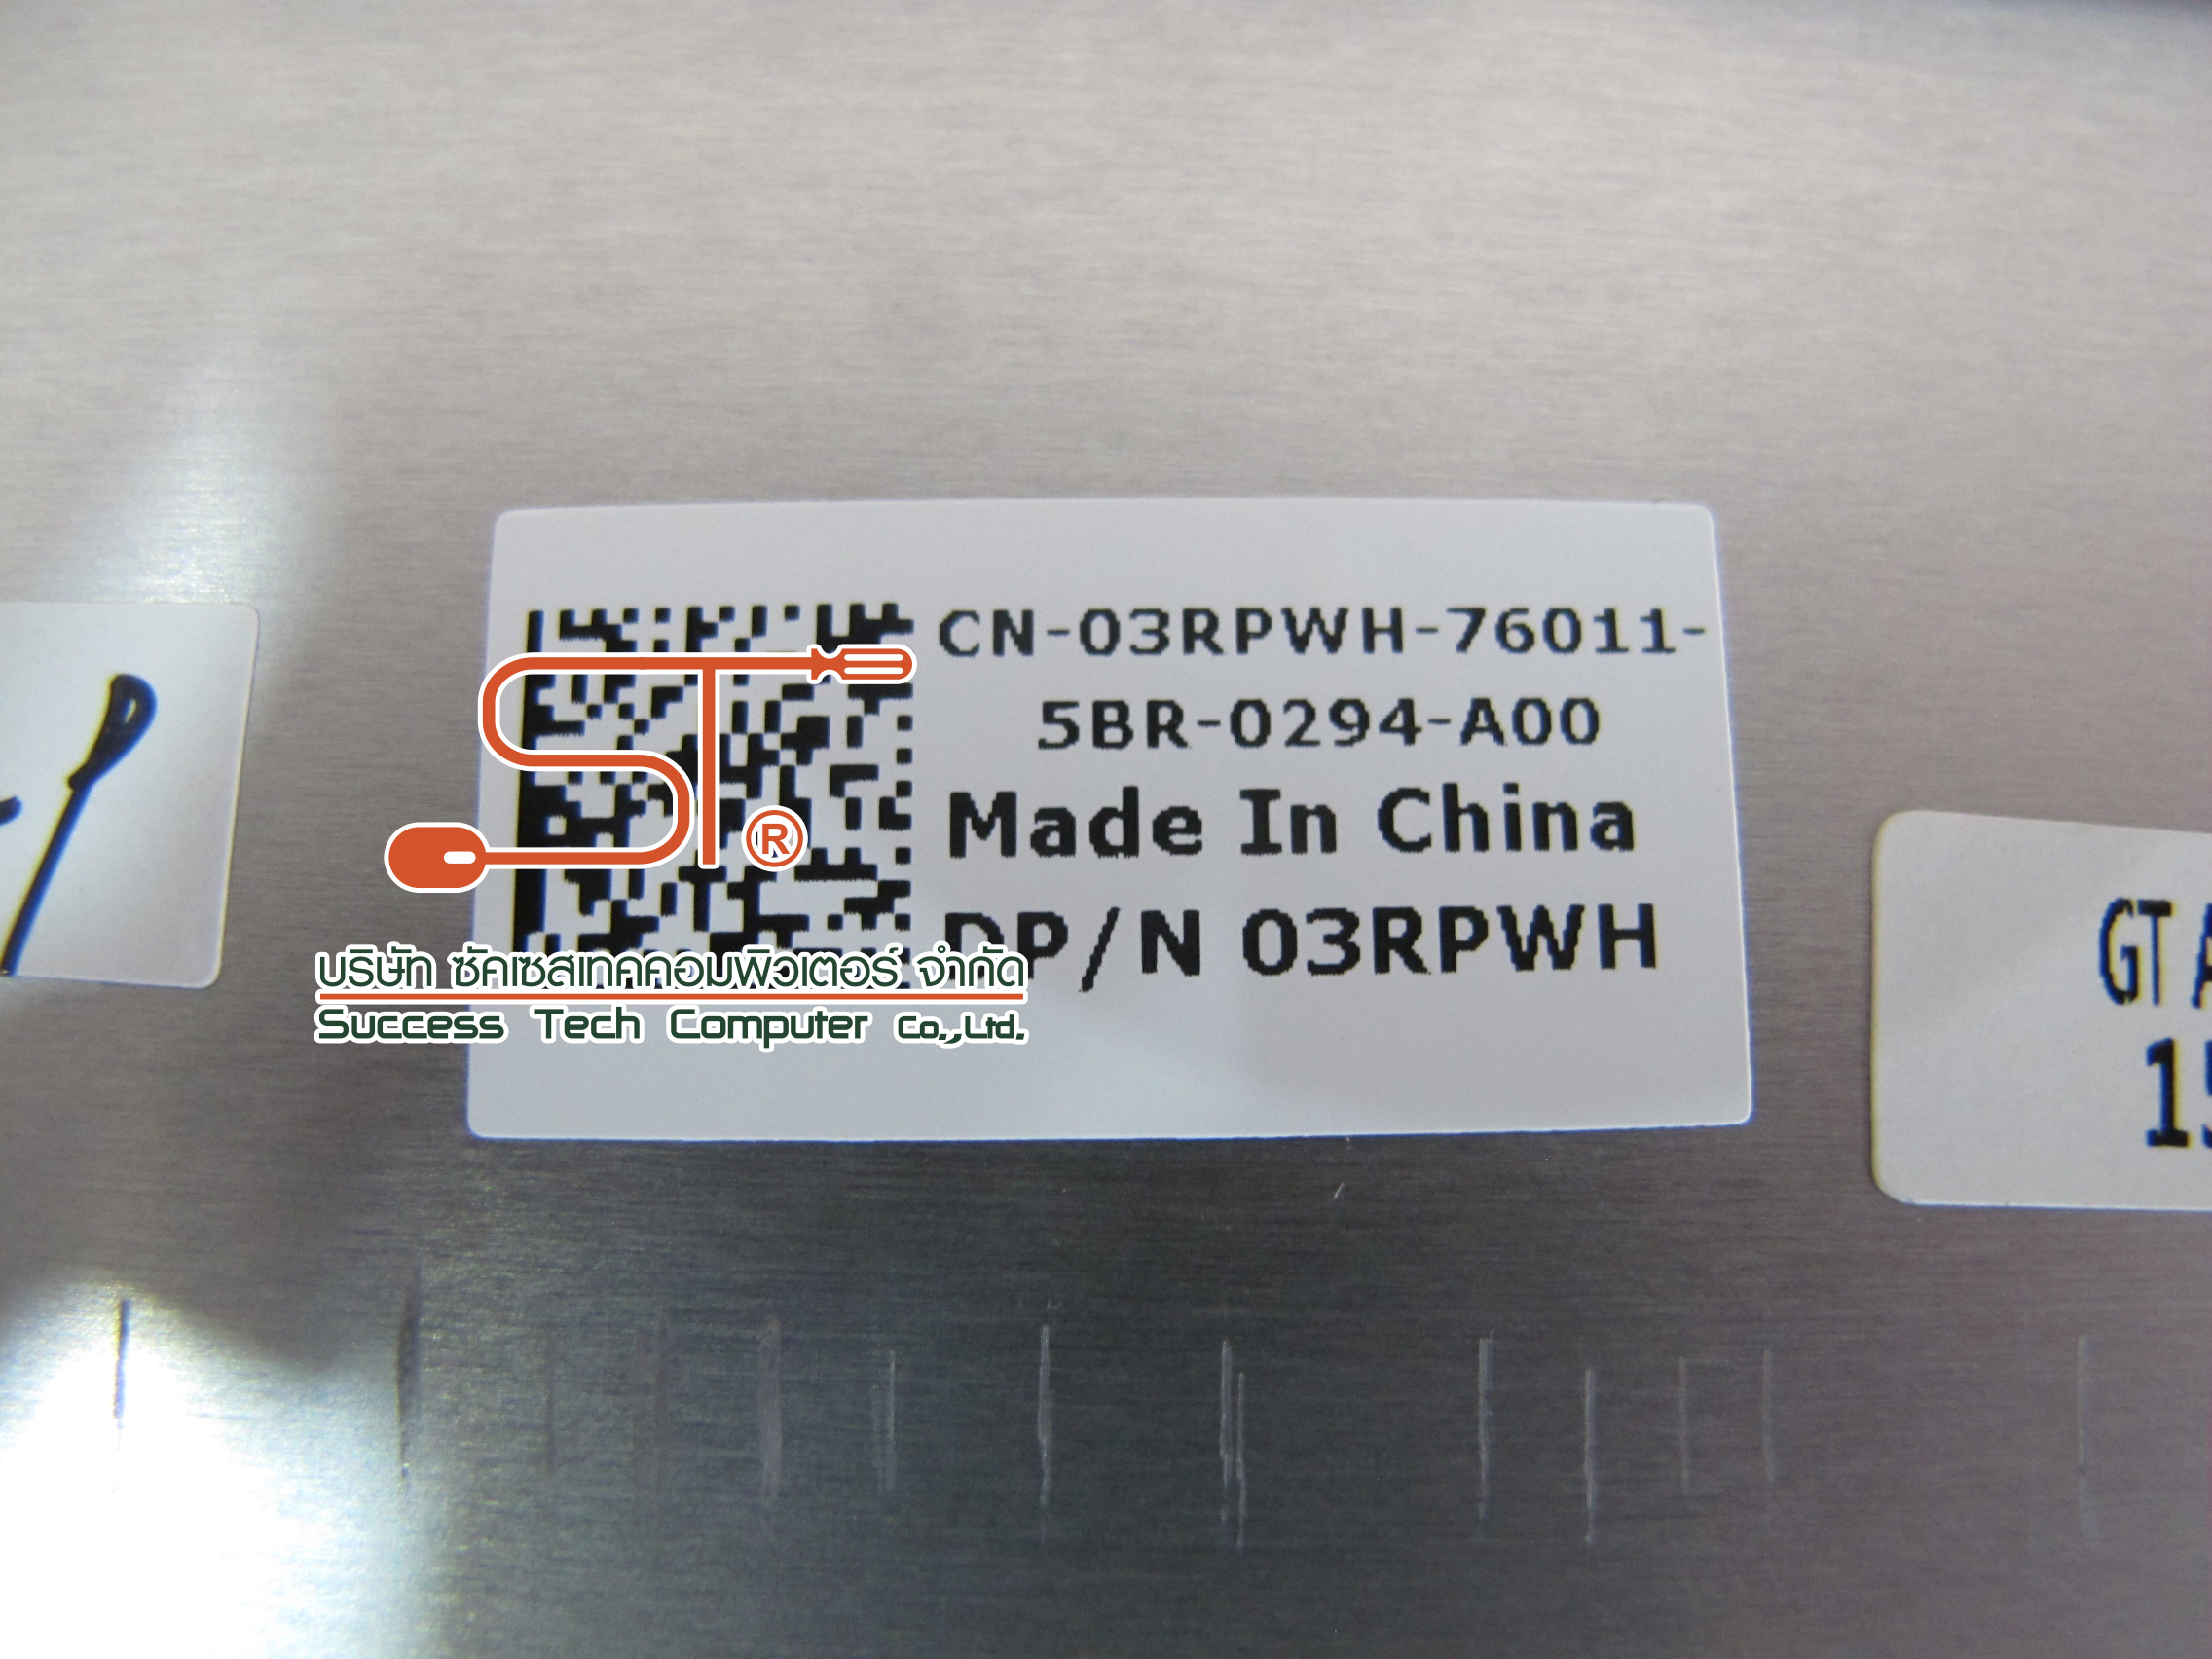 CN-03RPWH-76011-
5BR-0294-A00
Made In China
DP/N 03RPWH
®
บริษัท ซัคเซสเทคคอมพิวเตอร์ จำกัด
Success Tech Computer Co.,Ltd.
GT